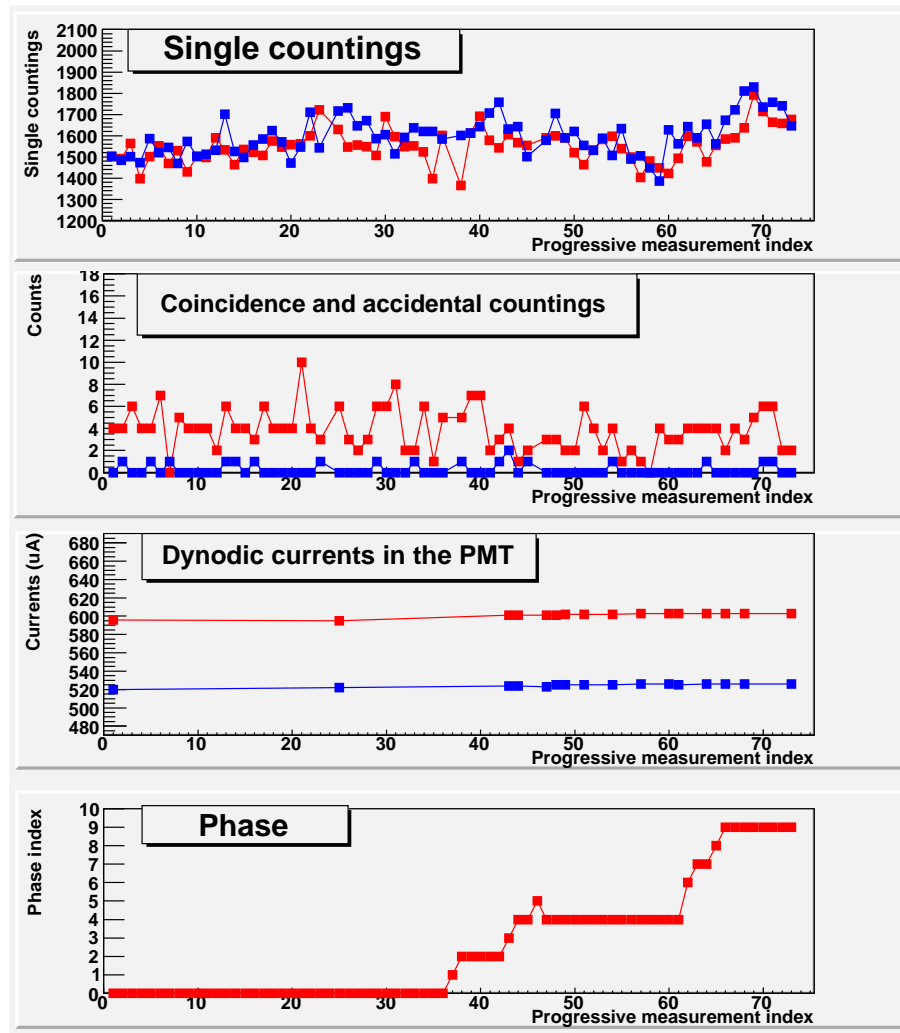 Single countings
Single countings
2100
2000
1900
1800
1700
1600
1500
1400
1300
1200
0 10 20 30 40 50 60 70
Progressive measurement index
Coincidence and accidental countings
Counts
18
16
14
12
10
8
6
4
2
0
0 10 20 30 40 50 60 70
Progressive measurement index
Dynodic currents in the PMT
Currents (uA)
680
660
640
620
600
580
560
540
520
500
480
0 10 20 30 40 50 60 70
Progressive measurement index
Phase
Phase index
10
9
8
7
6
5
4
3
2
1
0
0 10 20 30 40 50 60 70
Progressive measurement index